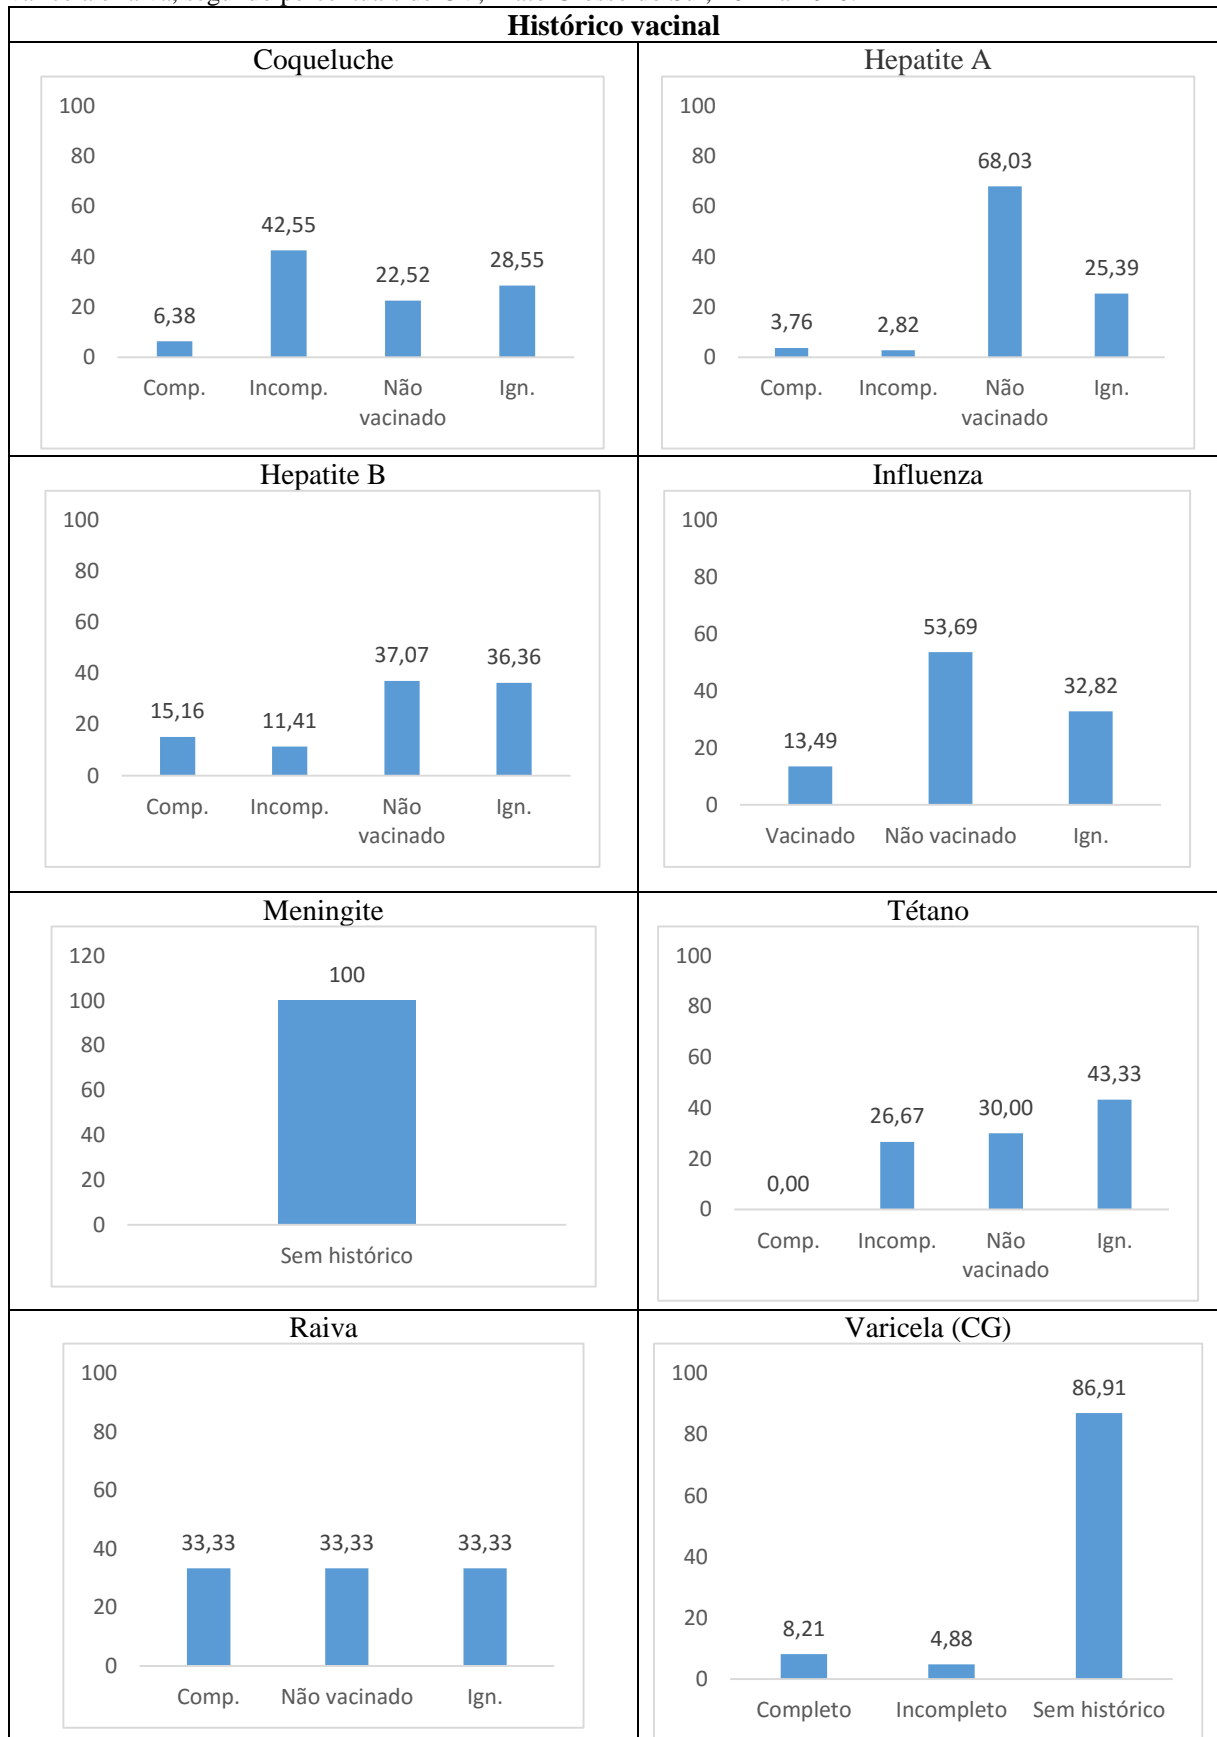 Histórico vacinal
Coqueluche
100
80
60
40
20
0
6,38
42,55
22,52
28,55
Comp.
Incomp.
Não
vacinado
Ign.
Hepatite A
100
80
60
40
20
0
3,76
2,82
68,03
25,39
Comp.
Incomp.
Não
vacinado
Ign.
Hepatite B
100
80
60
40
20
0
15,16
11,41
37,07
36,36
Comp.
Incomp.
Não
vacinado
Ign.
Influenza
100
80
60
40
20
0
13,49
53,69
32,82
Vacinado
Não vacinado
Ign.
Meningite
120
100
80
60
40
20
0
100
Sem histórico
Tétano
100
80
60
40
20
0
0,00
26,67
30,00
43,33
Comp.
Incomp.
Não
vacinado
Ign.
Raiva
100
80
60
40
20
0
33,33
33,33
33,33
Comp.
Não vacinado
Ign.
Varicela (CG)
100
80
60
40
20
0
8,21
4,88
86,91
Completo
Incompleto
Sem histórico